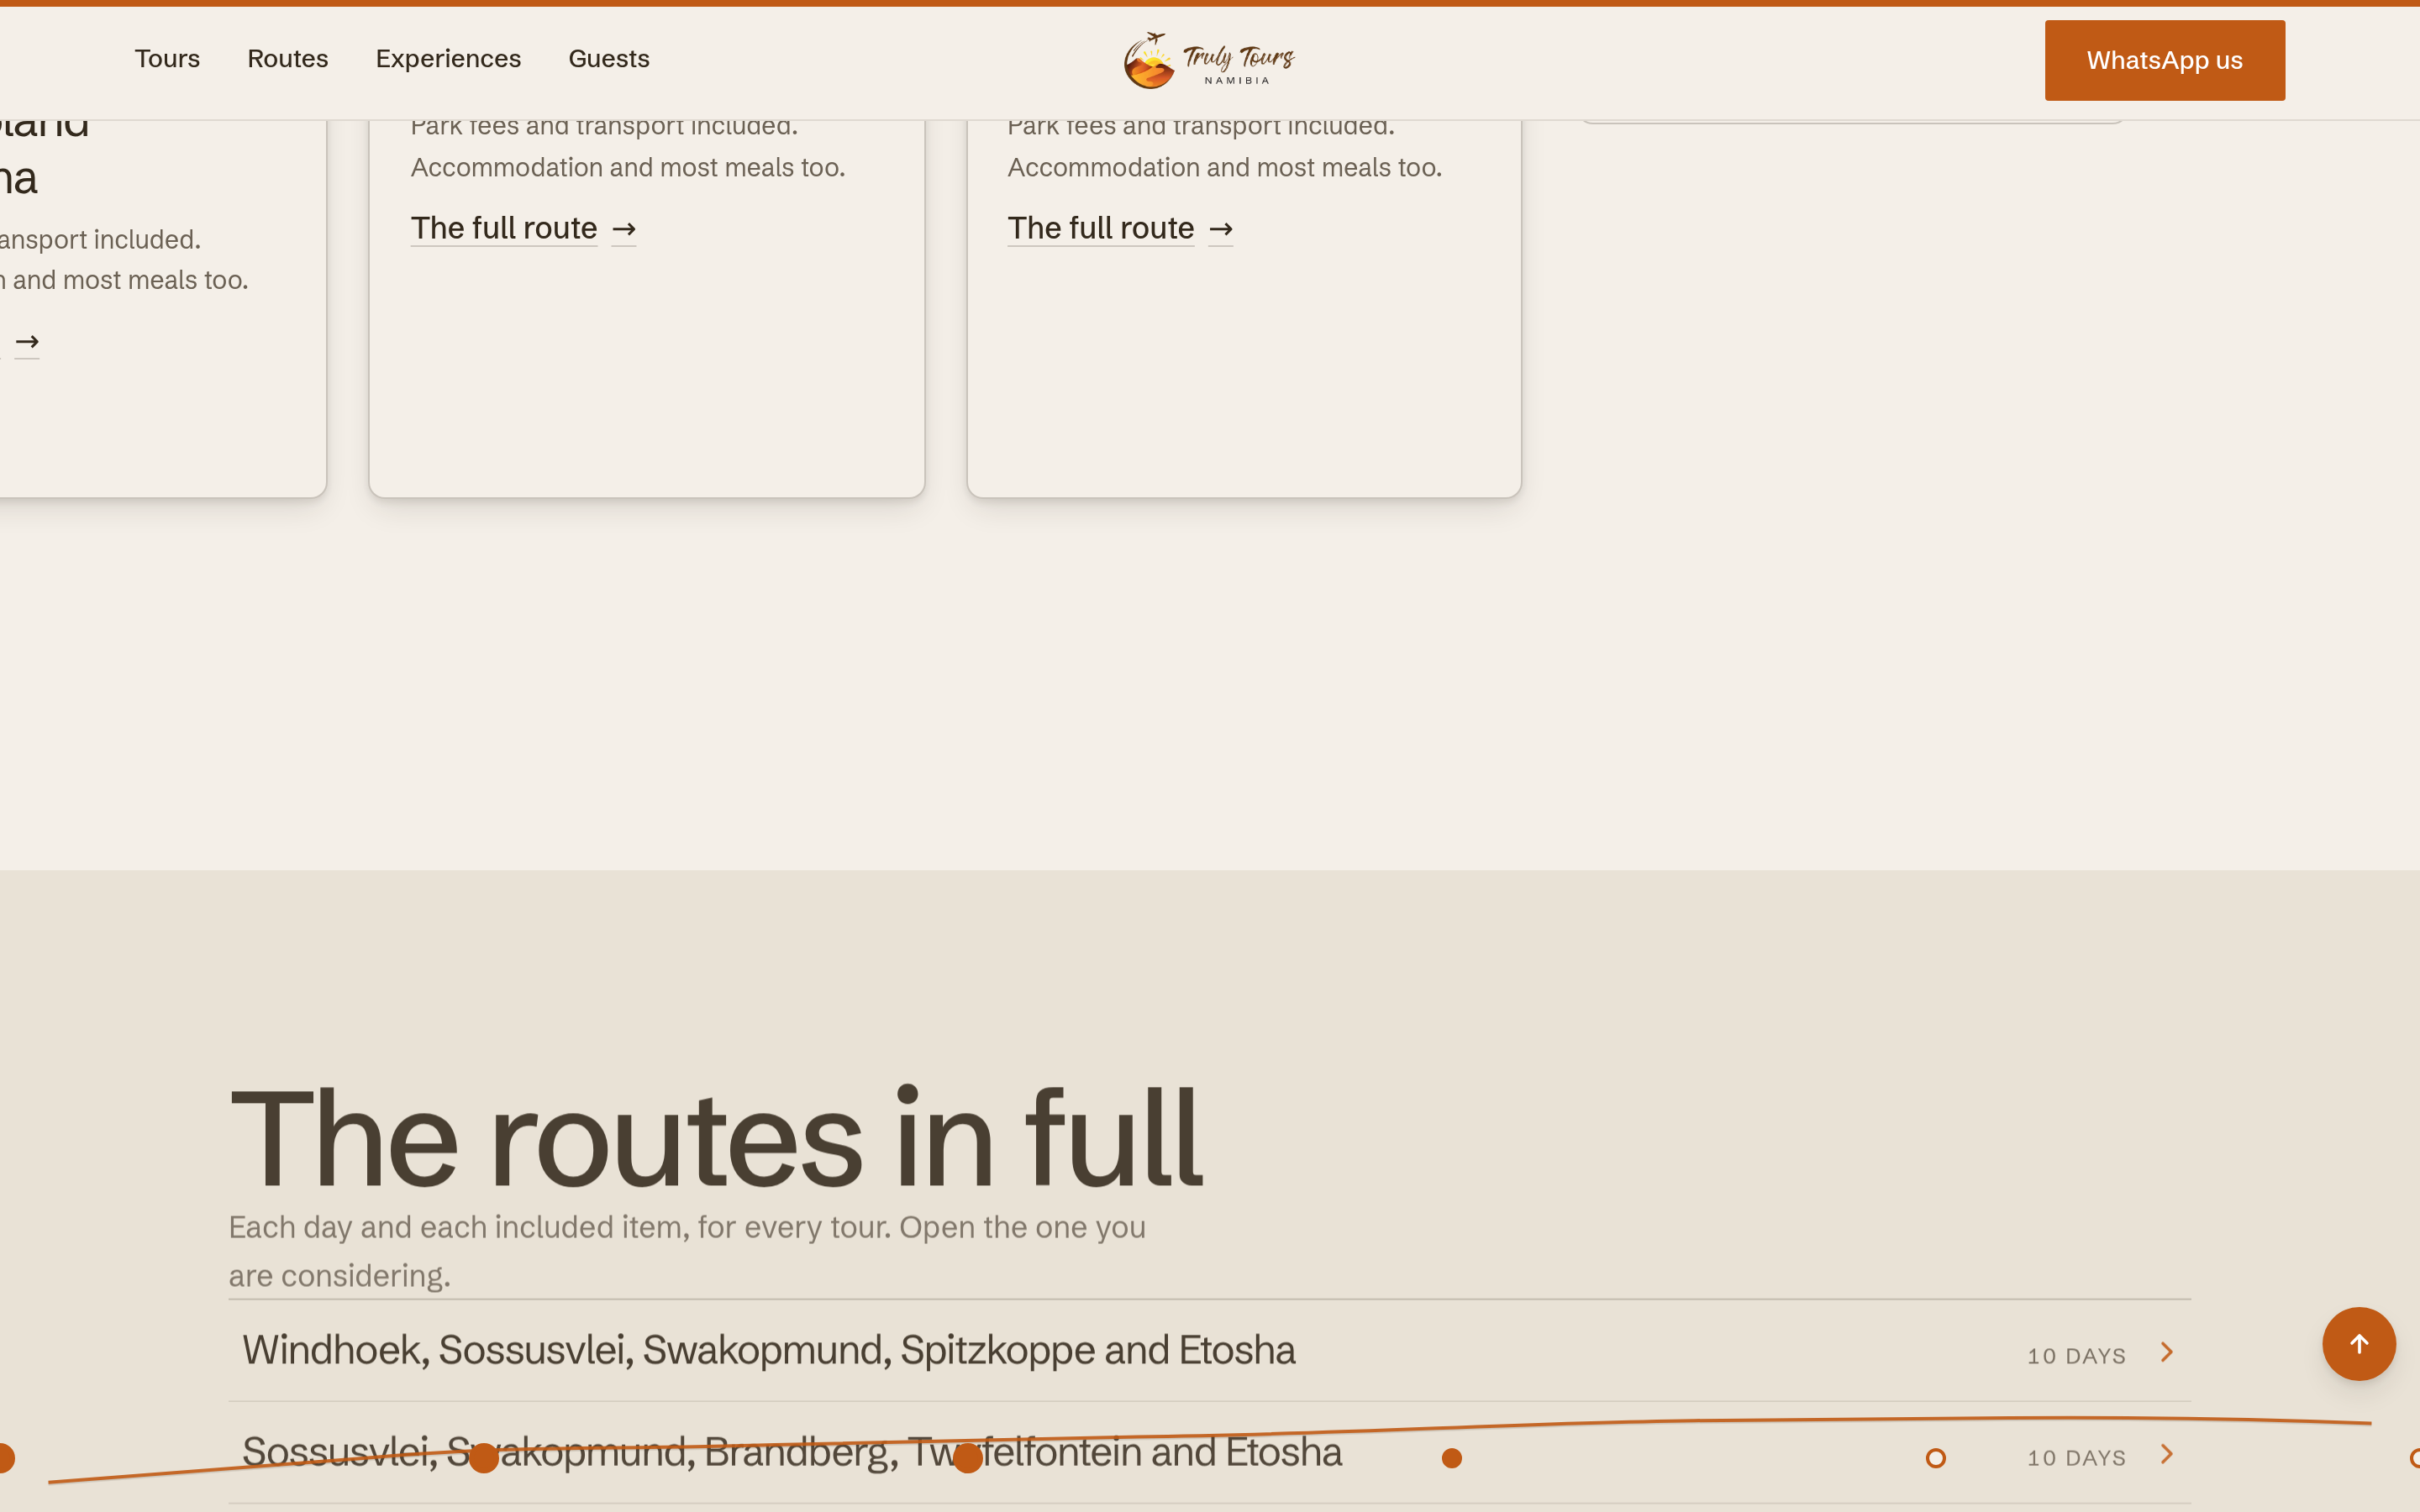 Tours
Routes
Experiences
Guests
Truly Tours
NAMIBIA
WhatsApp us
ansport included.
and most meals too.
→
Park fees and transport included.
Accommodation and most meals too.
The full route →
Park fees and transport included.
Accommodation and most meals too.
The full route →
The routes in full
Each day and each included item, for every tour. Open the one you
are considering.
Windhoek, Sossusvlei, Swakopmund, Spitzkoppe and Etosha
10 DAYS
Sossusvlei, Swakopmund, Brandberg, Twyfelfontein and Etosha
10 DAYS